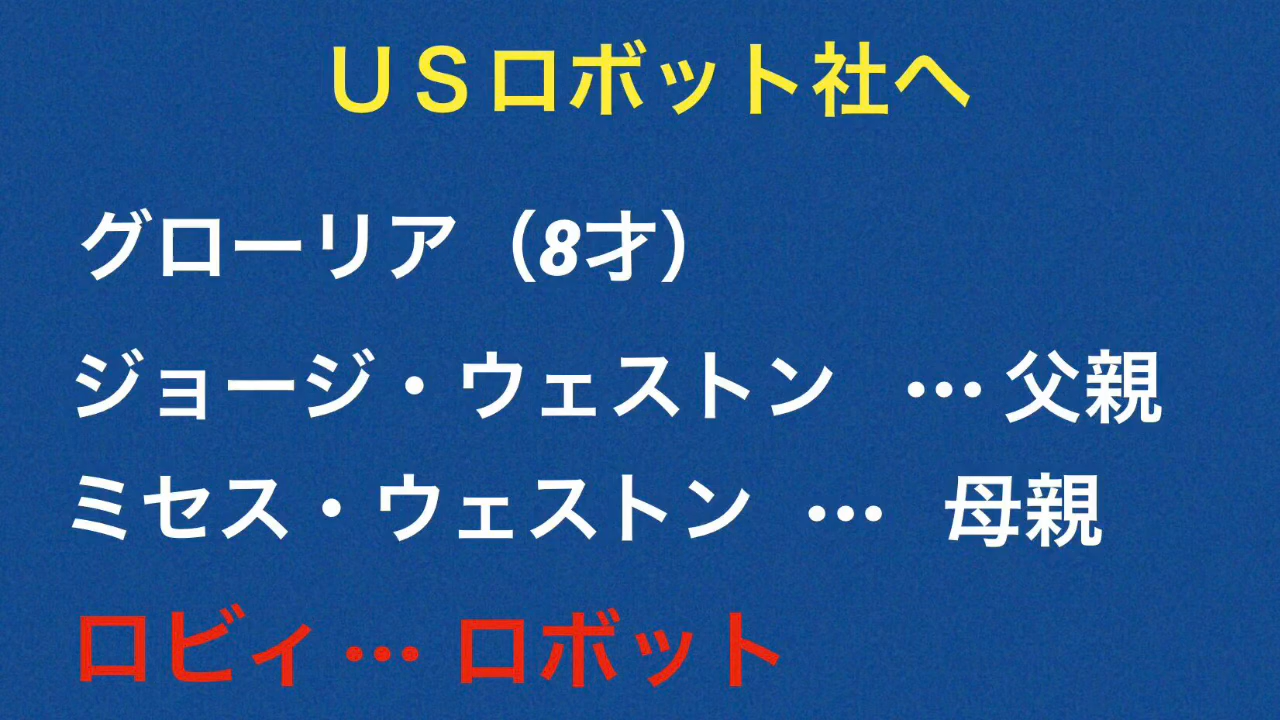 ＵＳロボット社へ
グローリア（8才）
ジョージ・ウェストン　…父親
ミセス・ウェストン　…　母親
ロビィ…ロボット